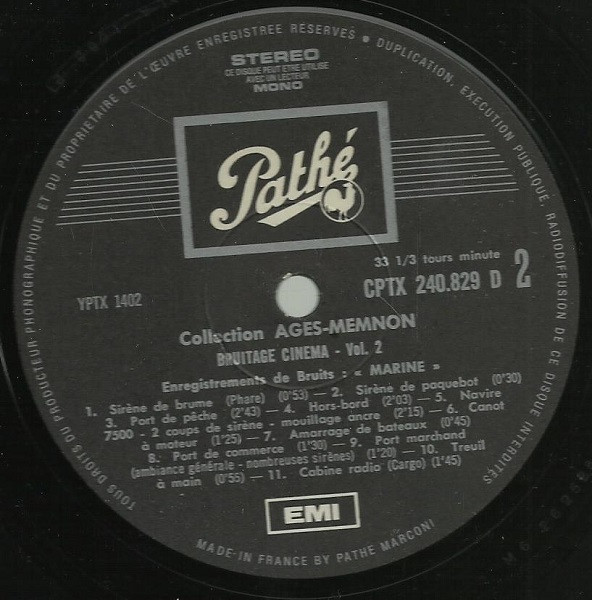 TOUS DROITS DU PRODUCTEUR-PHONOGRAPHIQUE ET DU PROPRIETAIRE DE L'ŒUVRE ENREGISTREE RESERVES • DUPLICATION, EXECUTION PUBLIQUE, RADIODIFFUSION DE CE DISQUE INTERDITES
STEREO
CE DISQUE PEUT ETRE UTILISE
AVEC UN LECTEUR
MONO
Pathé
33 1/3 tours minute
YPTX 1402
CPTX 240.829 D 2
Collection AGES-MEMNON
BRUITAGE CINEMA - Vol. 2
Enregistrements de Bruits : « MARINE »
1. Sirène de brume (Phare) (0'53) — 2. Sirène de paquebot (0'30)
3. Port de pêche (2'43) — 4. Hors-bord (2'03) — 5. Navire
7500 - 2 coups de sirène - mouillage ancre (2'15) — 6. Canot
à moteur (1'25) — 7. Amarrage de bateaux (0'45)
8. Port de commerce (1'30) — 9. Port marchand
(ambiance générale - nombreuses sirènes) (1'20) — 10. Treuil
à main (0'55) — 11. Cabine radio (Cargo) (1'45)
EMI
MADE IN FRANCE BY PATHE MARCONI